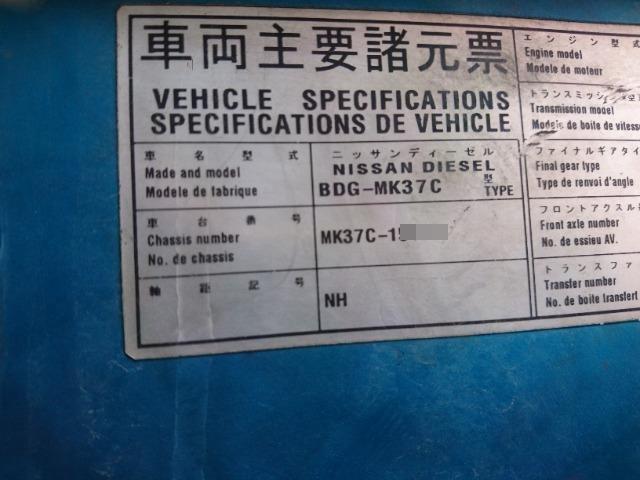 車両主要諸元票
VEHICLE SPECIFICATIONS
SPECIFICATIONS DE VEHICLE
車名型式
Made and model
Modele de fabrique
ニッサンディーゼル
NISSAN DIESEL
BDG-MK37C
型
TYPE
車台番号
Chassis number
No. de chassis
MK37C-1
軸距記号
NH
エンジン型式
Engine model
Modele de moteur
トランスミッション
Transmission model
Modele de boite de vitesse
ファイナルギアタイ
Final gear type
Type de renvoi d'angle
フロントアクスル
Front axle number
No. de essieu AV.
トランスファ
Transfer number
No. de boite transfert